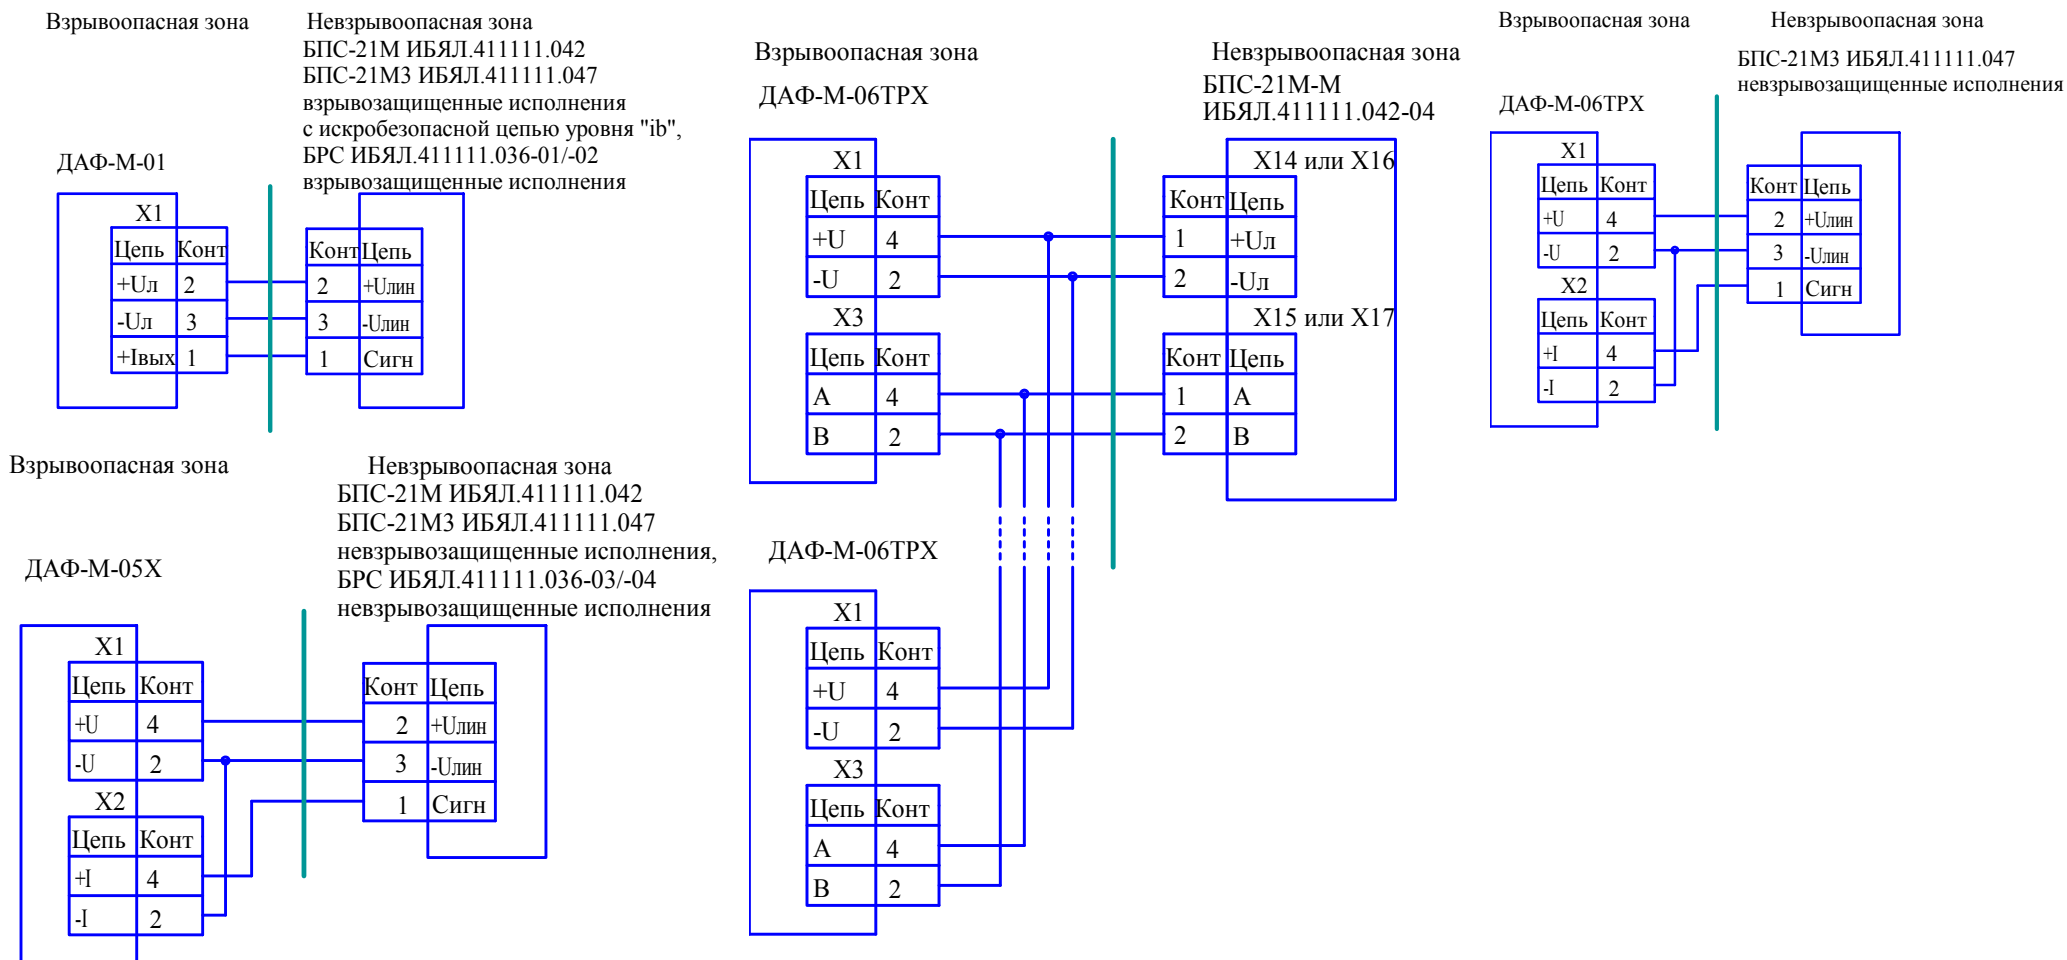 Взрывоопасная зона
Невзрывоопасная зона
БПС-21М ИБЯЛ.411111.042
БПС-21М3 ИБЯЛ.411111.047
взрывозащищенные исполнения
с искробезопасной цепью уровня "ib",
БРС ИБЯЛ.411111.036-01/-02
взрывозащищенные исполнения
ДАФ-М-01
X1
Цепь Конт
+Uл 2
-Uл 3
+Iвых 1
Конт Цепь
2 +Uлин
3 -Uлин
1 Сигн
Взрывоопасная зона
Невзрывоопасная зона
БПС-21М ИБЯЛ.411111.042
БПС-21М3 ИБЯЛ.411111.047
невзрывозащищенные исполнения,
БРС ИБЯЛ.411111.036-03/-04
невзрывозащищенные исполнения
ДАФ-М-05Х
X1
Цепь Конт
+U 4
-U 2
X2
Цепь Конт
+I 4
-I 2
Конт Цепь
2 +Uлин
3 -Uлин
1 Сигн
Взрывоопасная зона
Невзрывоопасная зона
ДАФ-М-06ТРХ
БПС-21М-М
ИБЯЛ.411111.042-04
X1
Цепь Конт
+U 4
-U 2
X3
Цепь Конт
A 4
B 2
X14 или X16
Конт Цепь
1 +Uл
2 -Uл
X15 или X17
Конт Цепь
1 A
2 B
ДАФ-М-06ТРХ
X1
Цепь Конт
+U 4
-U 2
X3
Цепь Конт
A 4
B 2
Взрывоопасная зона
Невзрывоопасная зона
БПС-21М3 ИБЯЛ.411111.047
невзрывозащищенные исполнения
ДАФ-М-06ТРХ
X1
Цепь Конт
+U 4
-U 2
X2
Цепь Конт
+I 4
-I 2
Конт Цепь
2 +Uлин
3 -Uлин
1 Сигн